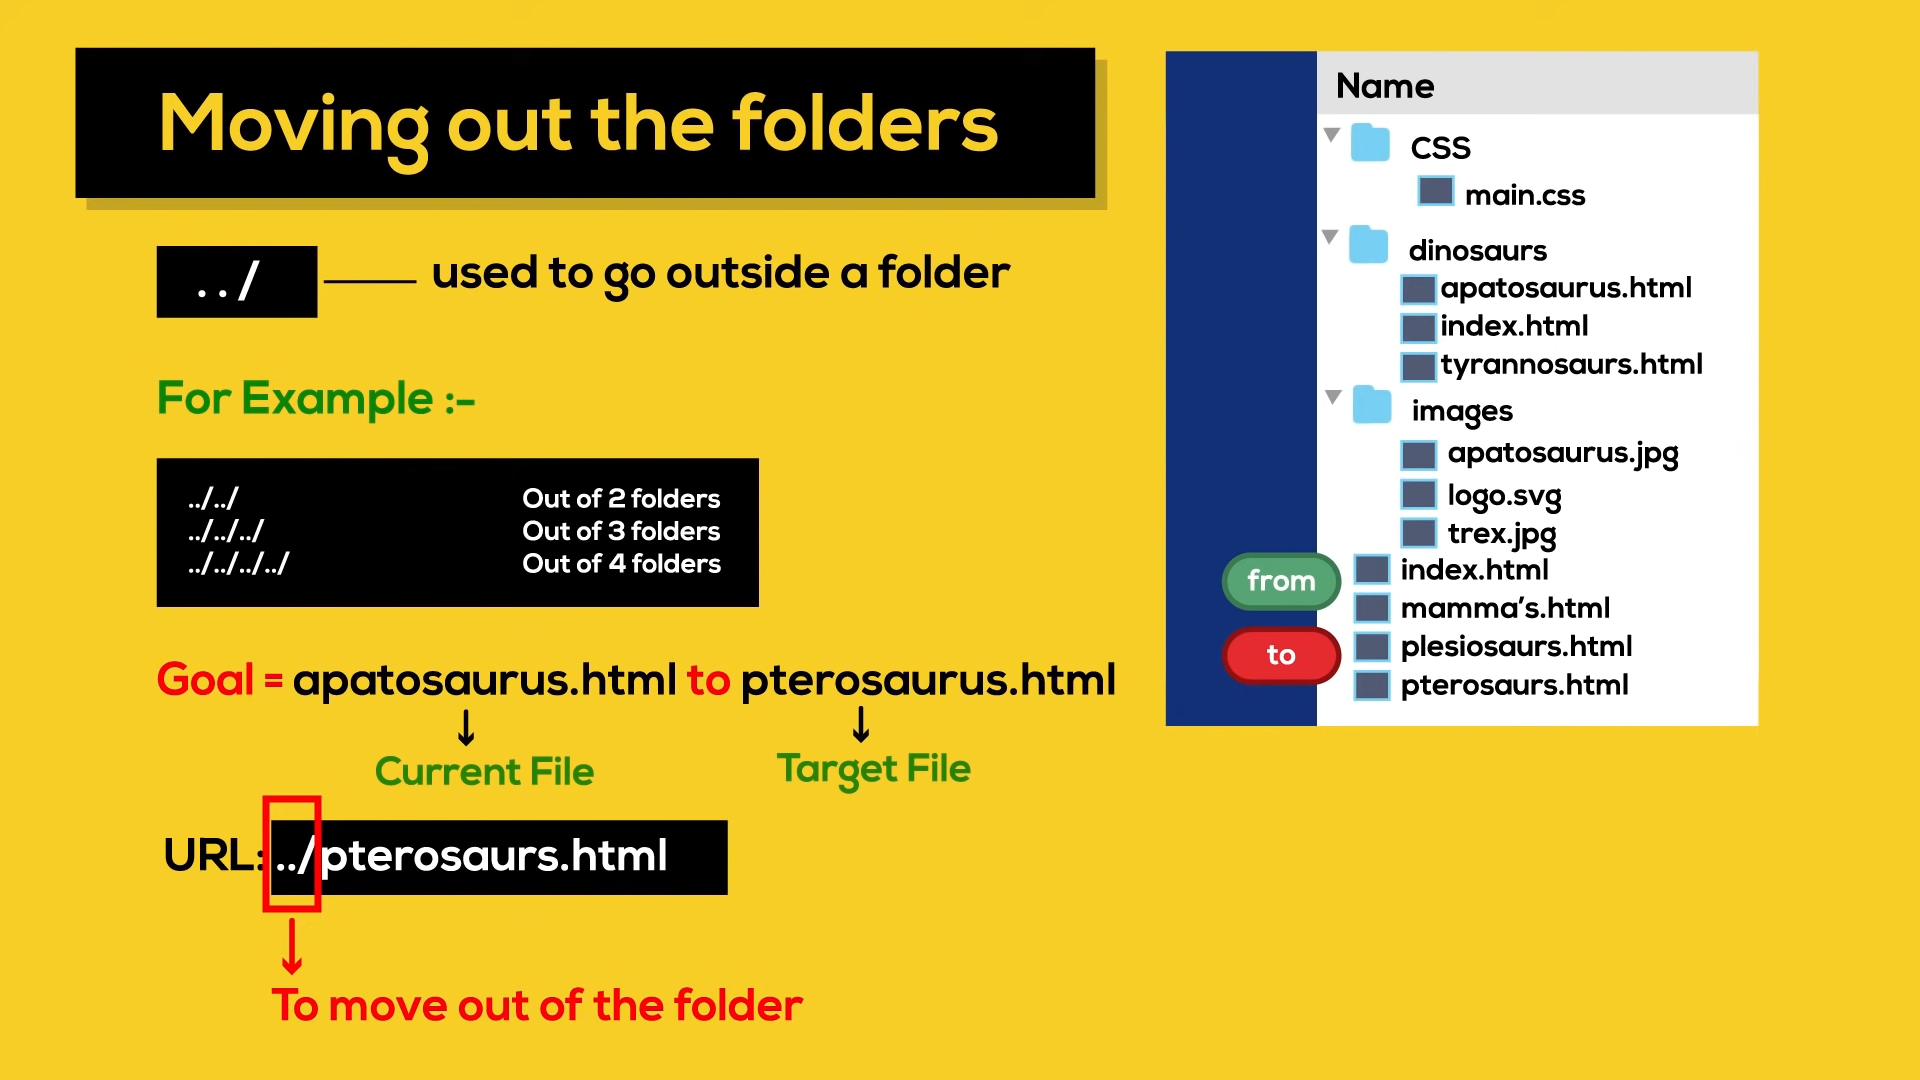 Moving out the folders
../ used to go outside a folder
For Example :-
../../ Out of 2 folders
../../../ Out of 3 folders
../../../../ Out of 4 folders
Goal = apatosaurus.html to pterosaurus.html
Current File Target File
URL: ../pterosaurs.html
To move out of the folder
Name
CSS
main.css
dinosaurs
apatosaurus.html
index.html
tyrannosaurs.html
images
apatosaurus.jpg
logo.svg
trex.jpg
from index.html
mamma’s.html
to plesiosaurs.html
pterosaurs.html